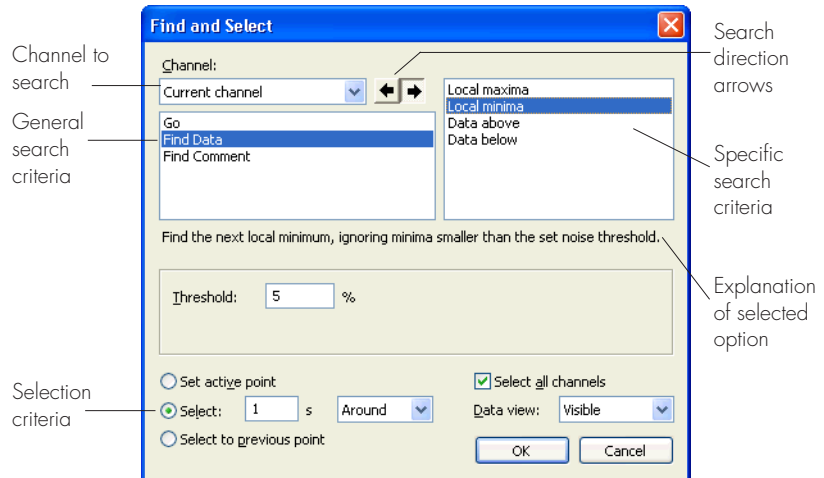 Find and Select
Channel to search
Channel:
Current channel
Search direction arrows
General search criteria
Go
Find Data
Find Comment
Local maxima
Local minima
Data above
Data below
Specific search criteria
Find the next local minimum, ignoring minima smaller than the set noise threshold.
Explanation of selected option
Threshold: 5 %
Selection criteria
Set active point
Select: 1 s Around
Select to previous point
Select all channels
Data view: Visible
OK
Cancel